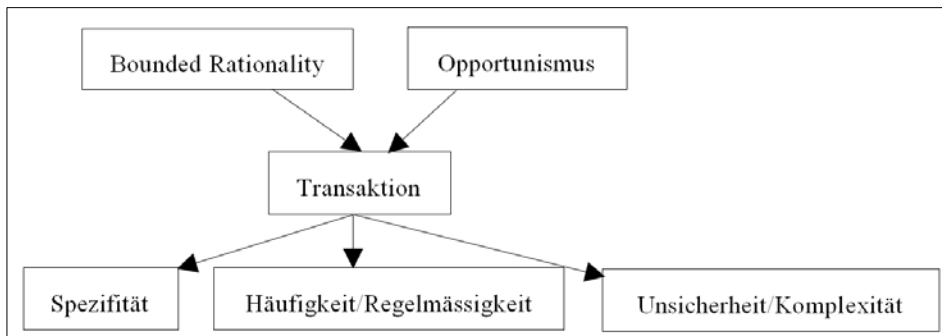 Bounded Rationality
Opportunismus
Transaktion
Spezifität
Häufigkeit/Regelmässigkeit
Unsicherheit/Komplexität